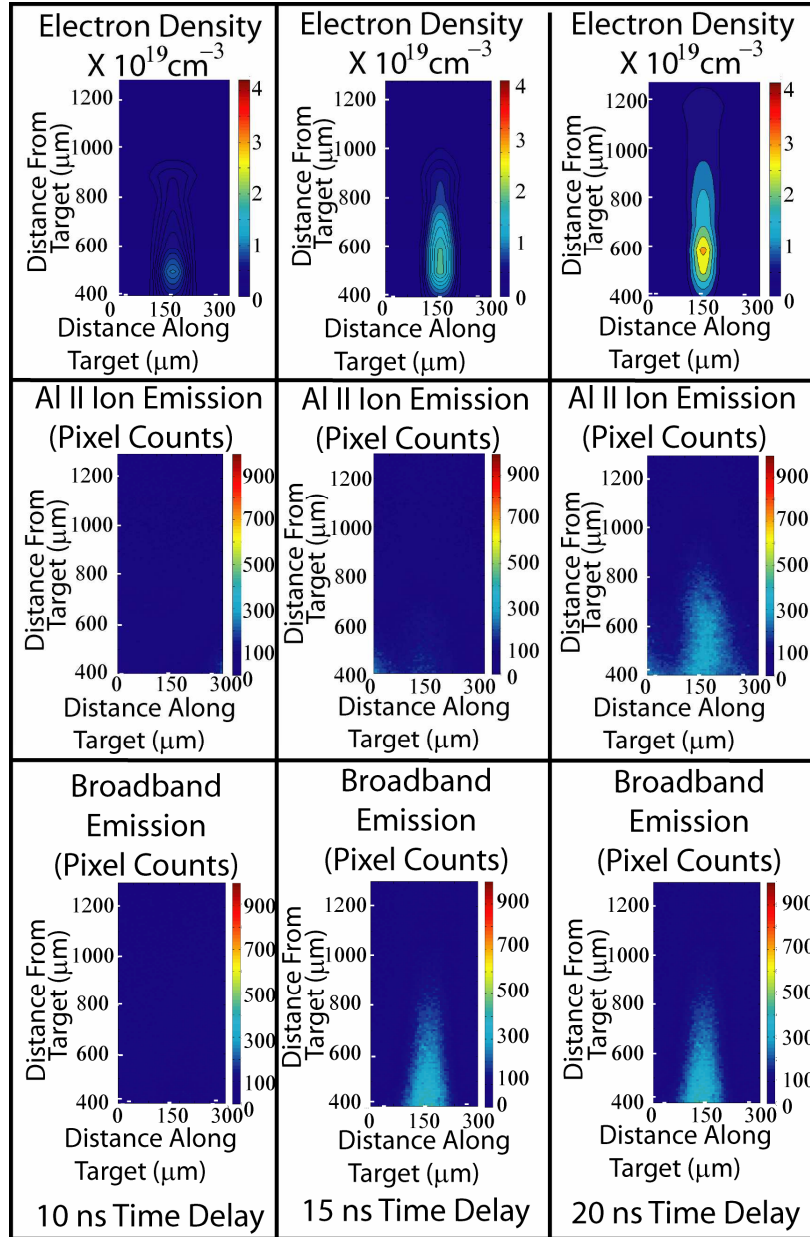 Electron Density
X 10¹⁹cm⁻³
1200
1000
800
600
400
0
150
300
4
3
2
1
0
Distance From
Target (μm)
Distance Along
Target (μm)
Electron Density
X 10¹⁹cm⁻³
1200
1000
800
600
400
0
150
300
4
3
2
1
0
Distance From
Target (μm)
Distance Along
Target (μm)
Electron Density
X 10¹⁹cm⁻³
1200
1000
800
600
400
0
150
300
4
3
2
1
0
Distance From
Target (μm)
Distance Along
Target (μm)
Al II Ion Emission
(Pixel Counts)
1200
1000
800
600
400
0
150
300
900
700
500
300
100
0
Distance From
Target (μm)
Distance Along
Target (μm)
Al II Ion Emission
(Pixel Counts)
1200
1000
800
600
400
0
150
300
900
700
500
300
100
0
Distance From
Target (μm)
Distance Along
Target (μm)
Al II Ion Emission
(Pixel Counts)
1200
1000
800
600
400
0
150
300
900
700
500
300
100
0
Distance From
Target (μm)
Distance Along
Target (μm)
Broadband
Emission
(Pixel Counts)
1200
1000
800
600
400
0
150
300
900
700
500
300
100
0
Distance From
Target (μm)
Distance Along
Target (μm)
10 ns Time Delay
Broadband
Emission
(Pixel Counts)
1200
1000
800
600
400
0
150
300
900
700
500
300
100
0
Distance From
Target (μm)
Distance Along
Target (μm)
15 ns Time Delay
Broadband
Emission
(Pixel Counts)
1200
1000
800
600
400
0
150
300
900
700
500
300
100
0
Distance From
Target (μm)
Distance Along
Target (μm)
20 ns Time Delay